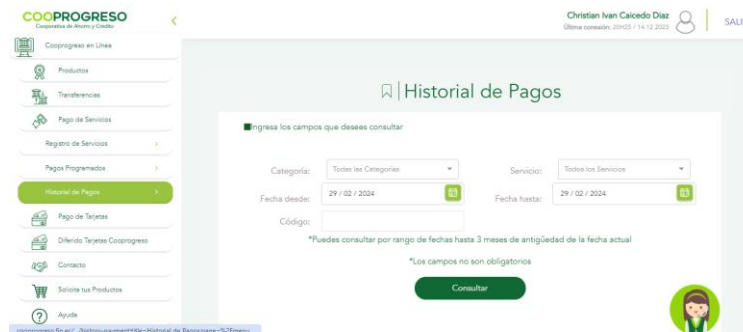 COOPROGRESO
Cooperativa de Ahorro y Crédito
Christian Ivan Caicedo Diaz
Última conexión: 20H25 / 14.12.2023
SALI
Cooprogreso en Línea
Productos
Transferencias
Pago de Servicios
Registro de Servicios
Pagos Programados
Historial de Pagos
Pago de Tarjetas
Diferido Tarjetas Cooprogreso
Contacto
Solicita tus Productos
Ayuda
Historial de Pagos
Ingresa los campos que desees consultar
Categoría: Todas las Categorías Servicio: Todos los Servicios
Fecha desde: 29 / 02 / 2024 Fecha hasta: 29 / 02 / 2024
Código:
*Puedes consultar por rango de fechas hasta 3 meses de antigüedad de la fecha actual
*Los campos no son obligatorios
Consultar